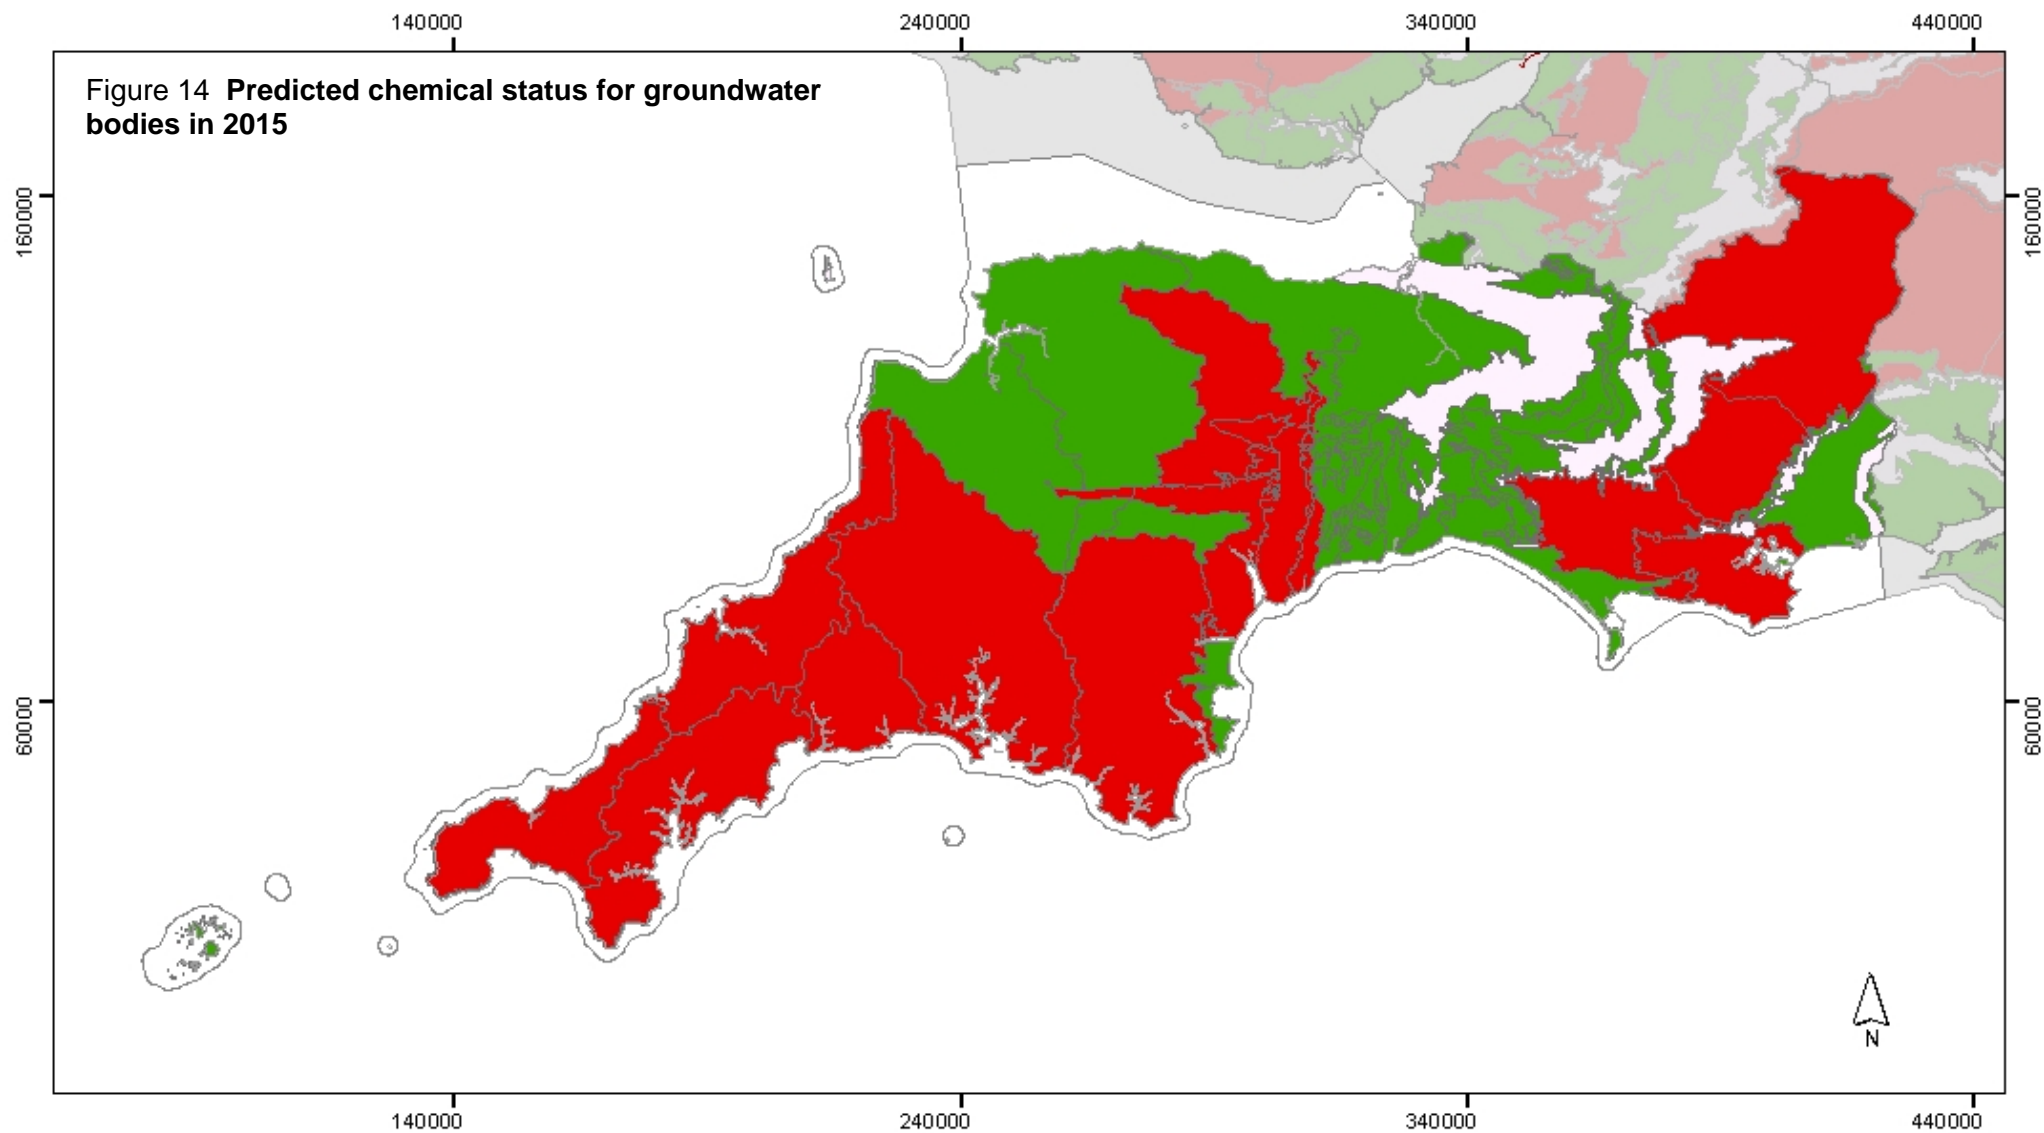 140000 240000 340000 440000
Figure 14 Predicted chemical status for groundwater
bodies in 2015
160000 160000
60000 60000
N
140000 240000 340000 440000